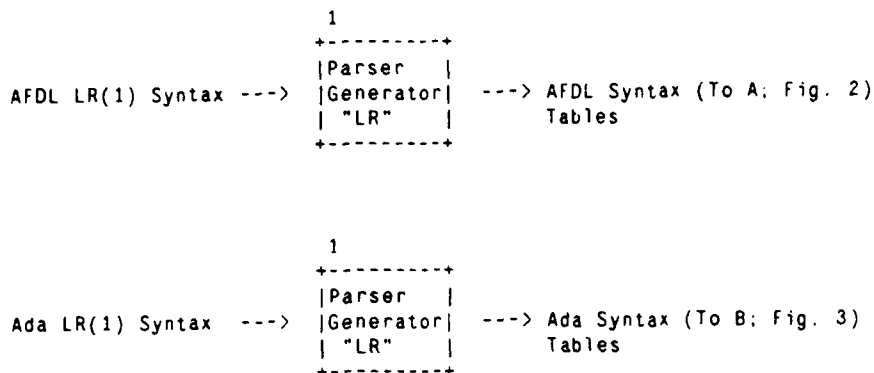 1
+---------+
|Parser   |
AFDL LR(1) Syntax ---> |Generator| ---> AFDL Syntax (To A; Fig. 2)
| "LR"    | Tables
+---------+
1
+---------+
|Parser   |
Ada LR(1) Syntax ---> |Generator| ---> Ada Syntax (To B; Fig. 3)
| "LR"    | Tables
+---------+